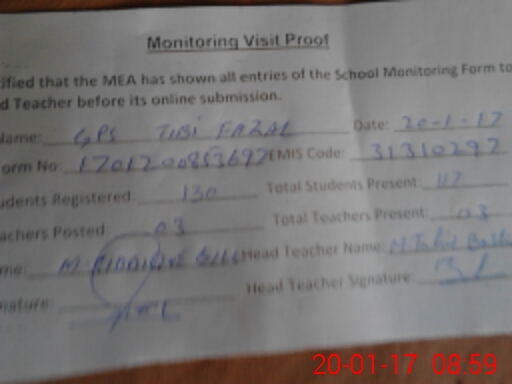 Monitoring Visit Proof
ified that the MEA has shown all entries of the School Monitoring Form to
d Teacher before its online submission.
Name: GPS TIBI FAZAL Date: 20-1-17
orm No: EMIS Code: 31310297
udents Registered: 130 Total Students Present: 117
achers Posted: 03 Total Teachers Present: 03
me: M Head Teacher Name: M Tahir
nature: Head Teacher Signature:
20-01-17 08:59